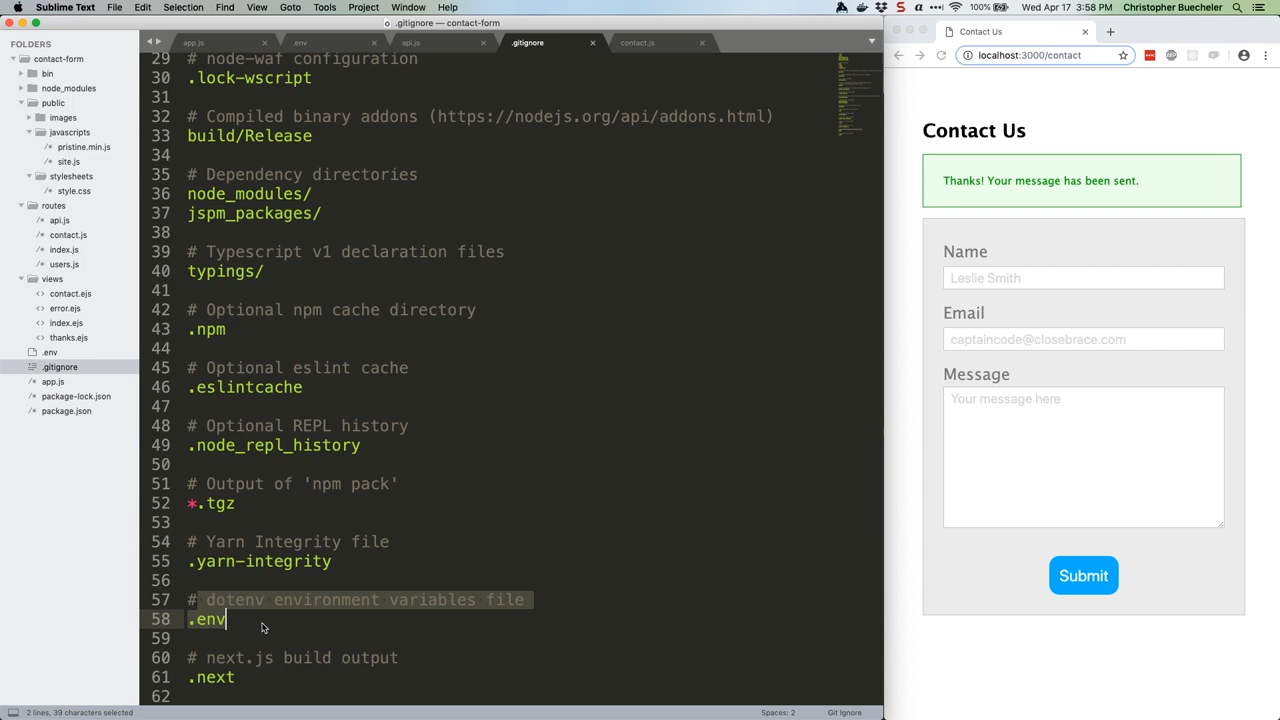 Sublime Text File Edit Selection Find View Goto Tools Project Window Help 100% Wed Apr 17 3:58 PM Christopher Buecheler
.gitignore — contact-form
FOLDERS
contact-form
bin
node_modules
public
images
javascripts
pristine.min.js
site.js
stylesheets
style.css
routes
api.js
contact.js
index.js
users.js
views
contact.ejs
error.ejs
index.ejs
thanks.ejs
.env
.gitignore
app.js
package-lock.json
package.json
app.js .env api.js .gitignore contact.js
29 # node-waf configuration
30 .lock-wscript
31
32 # Compiled binary addons (https://nodejs.org/api/addons.html)
33 build/Release
34
35 # Dependency directories
36 node_modules/
37 jspm_packages/
38
39 # Typescript v1 declaration files
40 typings/
41
42 # Optional npm cache directory
43 .npm
44
45 # Optional eslint cache
46 .eslintcache
47
48 # Optional REPL history
49 .node_repl_history
50
51 # Output of 'npm pack'
52 *.tgz
53
54 # Yarn Integrity file
55 .yarn-integrity
56
57 # dotenv environment variables file
58 .env
59
60 # next.js build output
61 .next
62
2 lines, 39 characters selected Spaces: 2 Git Ignore
Contact Us
localhost:3000/contact
Contact Us
Thanks! Your message has been sent.
Name
Leslie Smith
Email
captaincode@closebrace.com
Message
Your message here
Submit